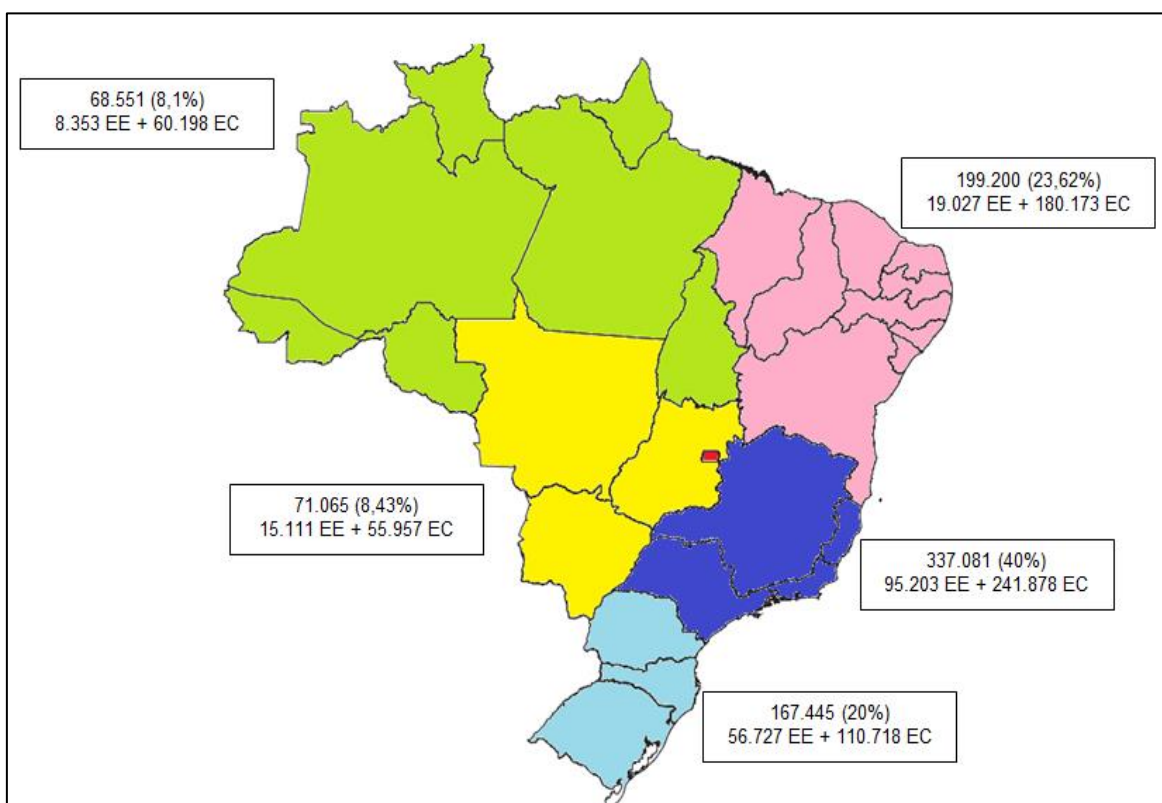 68.551 (8,1%)
8.353 EE + 60.198 EC
199.200 (23,62%)
19.027 EE + 180.173 EC
71.065 (8,43%)
15.111 EE + 55.957 EC
337.081 (40%)
95.203 EE + 241.878 EC
167.445 (20%)
56.727 EE + 110.718 EC